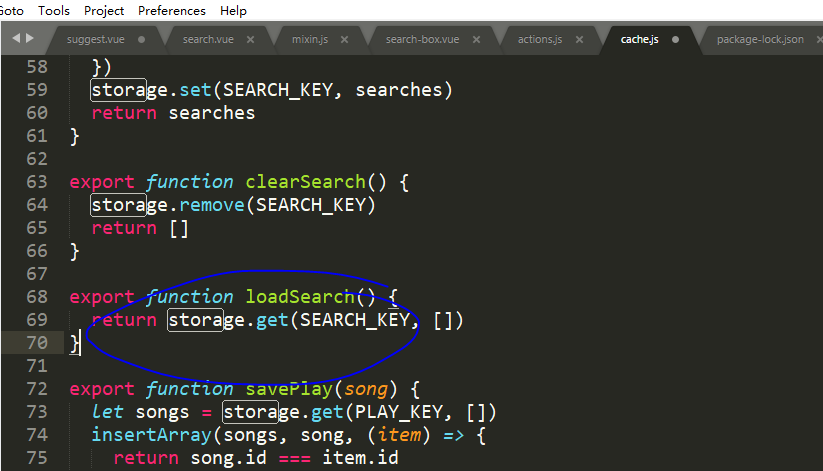 Goto Tools Project Preferences Help
suggest.vue search.vue mixin.js search-box.vue actions.js cache.js package-lock.json
58 })
59 storage.set(SEARCH_KEY, searches)
60 return searches
61 }
62
63 export function clearSearch() {
64 storage.remove(SEARCH_KEY)
65 return []
66 }
67
68 export function loadSearch() {
69 return storage.get(SEARCH_KEY, [])
70 }
71
72 export function savePlay(song) {
73 let songs = storage.get(PLAY_KEY, [])
74 insertArray(songs, song, (item) => {
75 return song.id === item.id